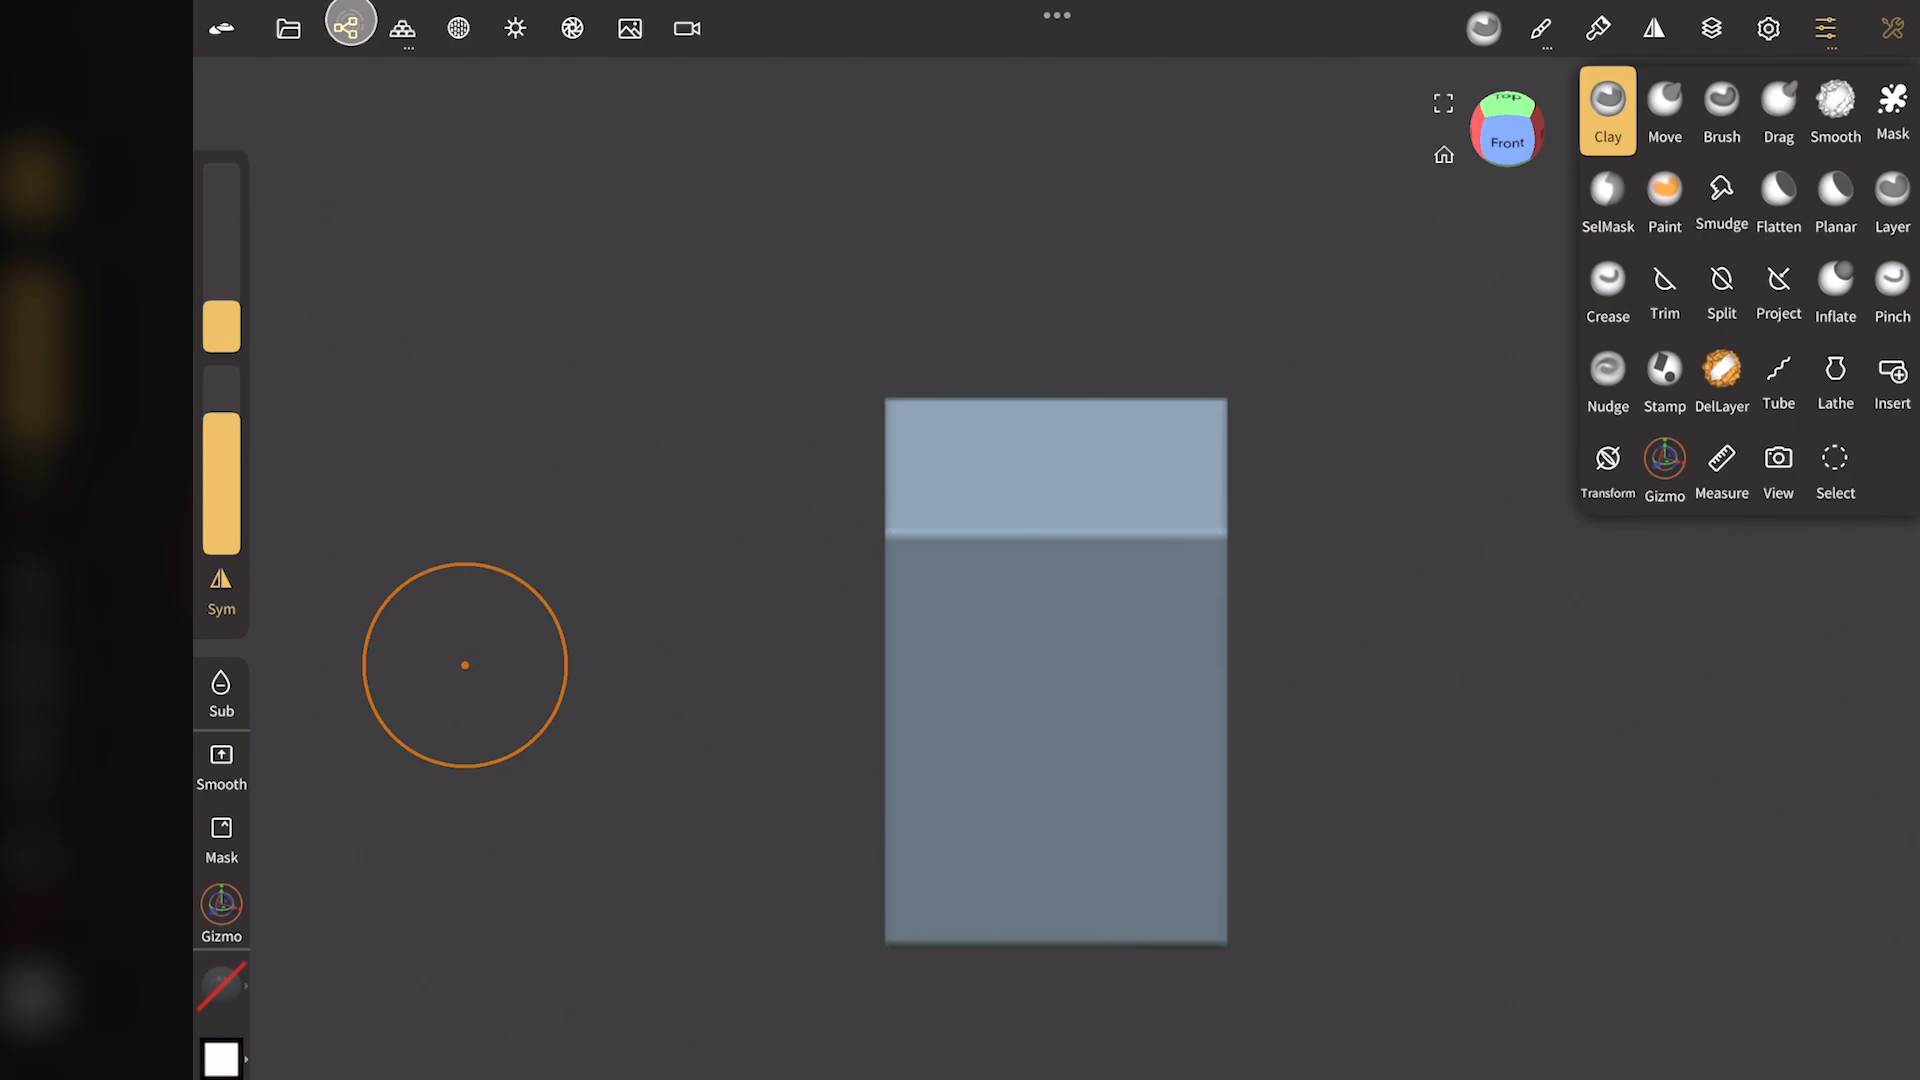 Top
Front
Clay Move Brush Drag Smooth Mask
SelMask Paint Smudge Flatten Planar Layer
Crease Trim Split Project Inflate Pinch
Nudge Stamp DelLayer Tube Lathe Insert
Transform Gizmo Measure View Select
Sym
Sub
Smooth
Mask
Gizmo